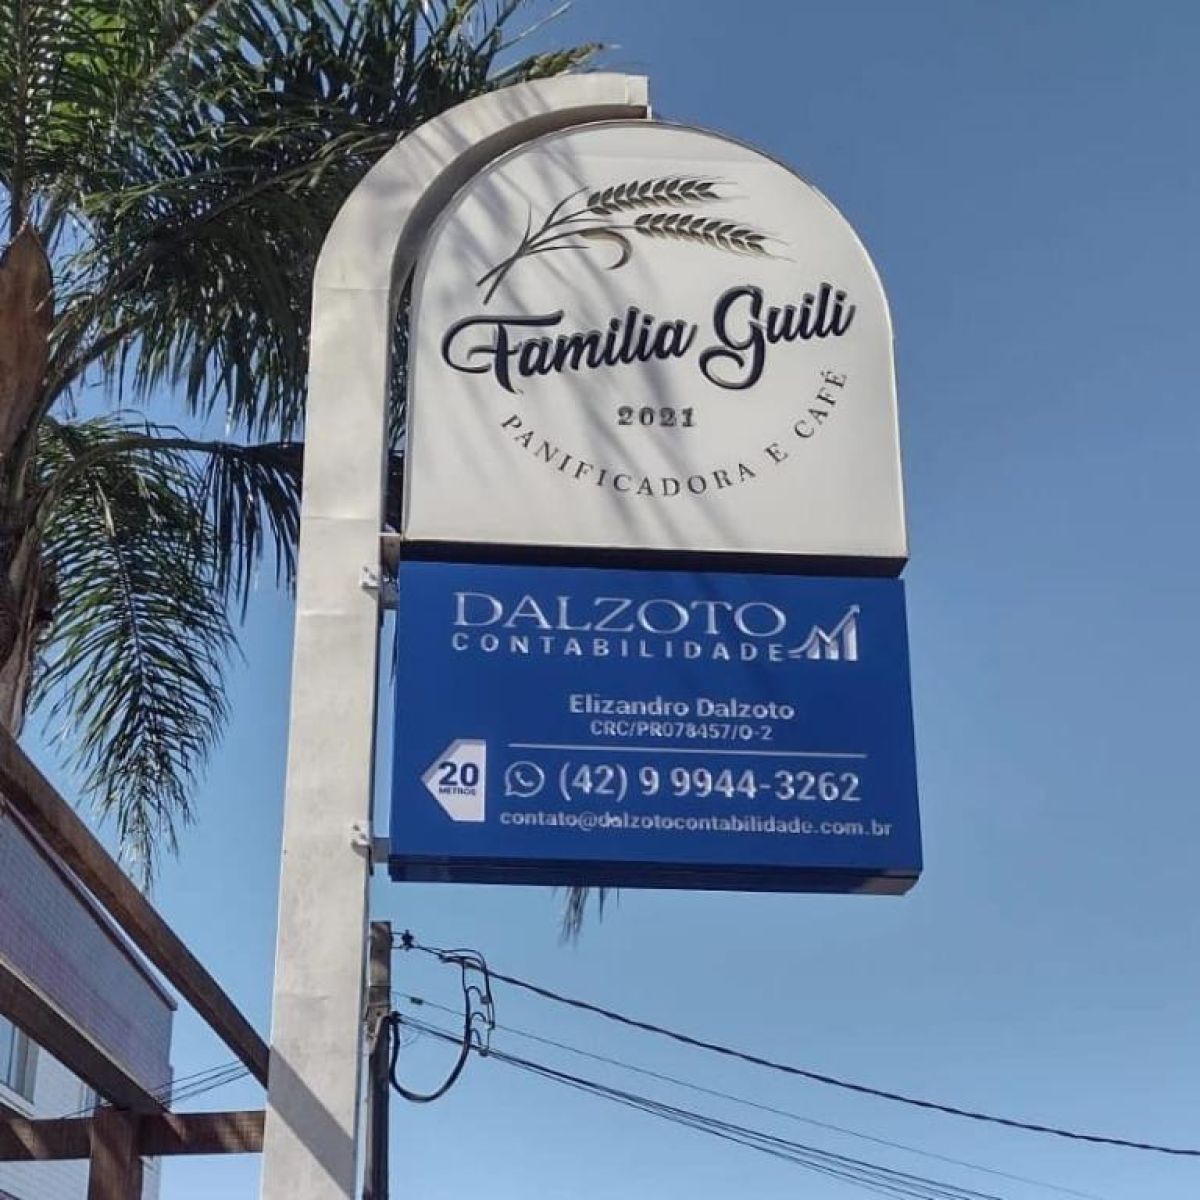 Familia Guili
2021
PANIFICADORA E CAFÉ
DALZOTO
CONTABILIDADE
Elizandro Dalzoto
CRC/PR078457/O-2
20
METROS
(42) 9 9944-3262
contato@dalzotocontabilidade.com.br